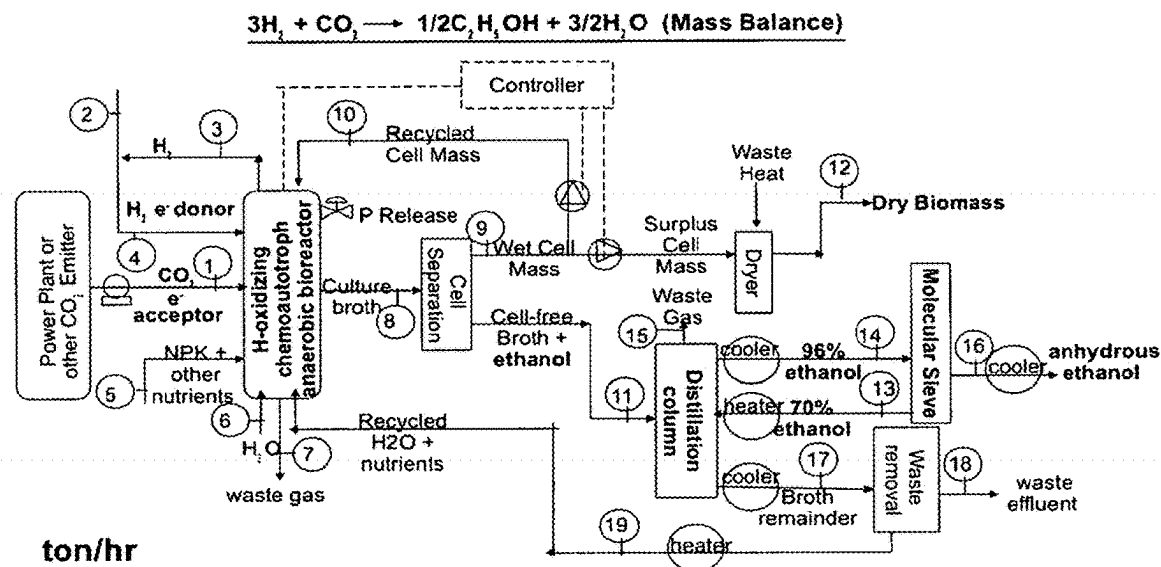 3H2 + CO2 → 1/2C2H5OH + 3/2H2O (Mass Balance)
Controller
2
3
H2
10
Recycled
Cell Mass
Waste
Heat
12
Dry Biomass
Power Plant or
other CO2 Emitter
H2 e- donor
4
1
CO2
e-
acceptor
H-oxidizing
chemoautotroph
anaerobic bioreactor
P Release
Culture
broth
8
Cell
Separation
9
Wet Cell
Mass
Surplus
Cell
Mass
Dryer
NPK +
other
nutrients
5
6
H2O
7
waste gas
Cell-free
Broth +
ethanol
11
Waste
Gas
15
Distillation
column
cooler
96%
ethanol
14
Molecular Sieve
16
cooler
anhydrous
ethanol
heater
70%
ethanol
13
Recycled
H2O +
nutrients
cooler
17
Broth
remainder
Waste
removal
18
waste
effluent
19
heater
ton/hr